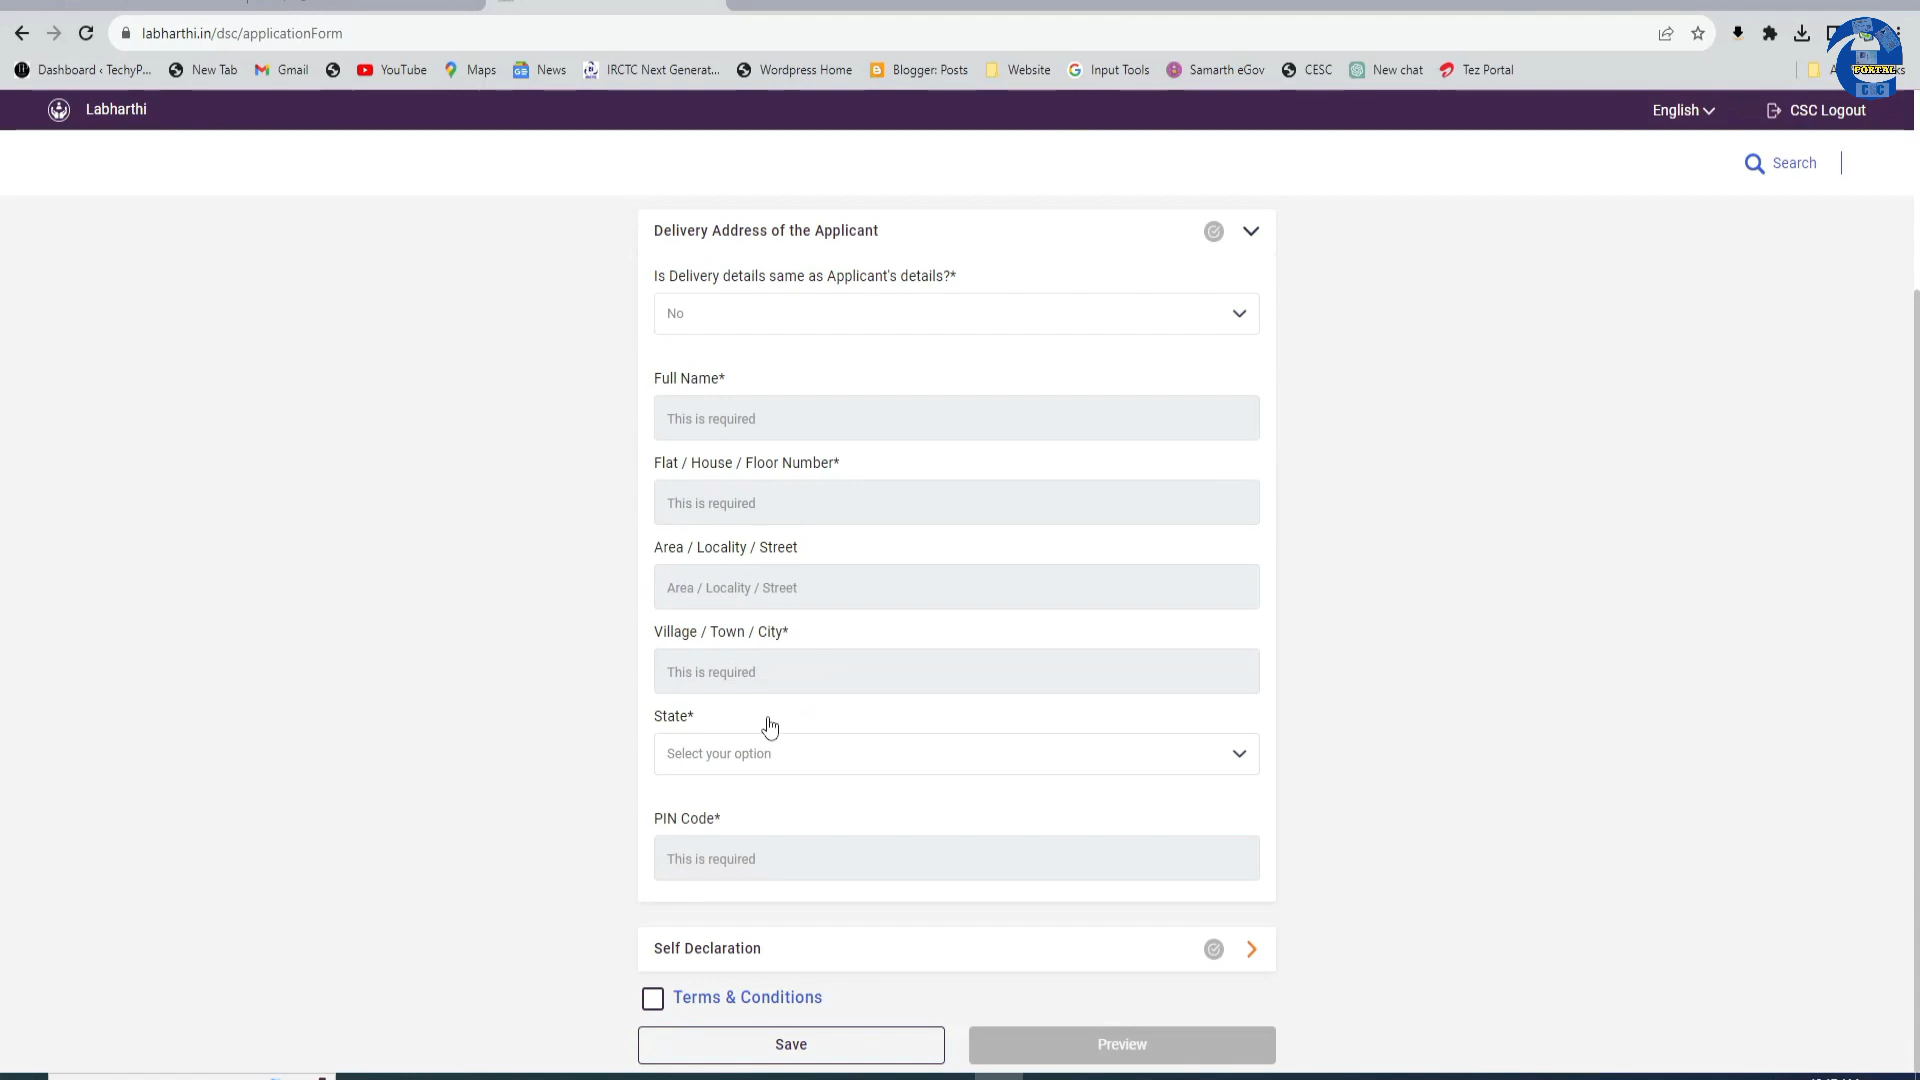 labharthi.in/dsc/applicationForm
Dashboard ‹ TechyP... New Tab Gmail YouTube Maps News IRCTC Next Generat... Wordpress Home Blogger: Posts Website Input Tools Samarth eGov CESC New chat Tez Portal
PORTAL
CSC
Labharthi English CSC Logout
Search
Delivery Address of the Applicant
Is Delivery details same as Applicant's details?*
No
Full Name*
This is required
Flat / House / Floor Number*
This is required
Area / Locality / Street
Area / Locality / Street
Village / Town / City*
This is required
State*
Select your option
PIN Code*
This is required
Self Declaration
Terms & Conditions
Save Preview